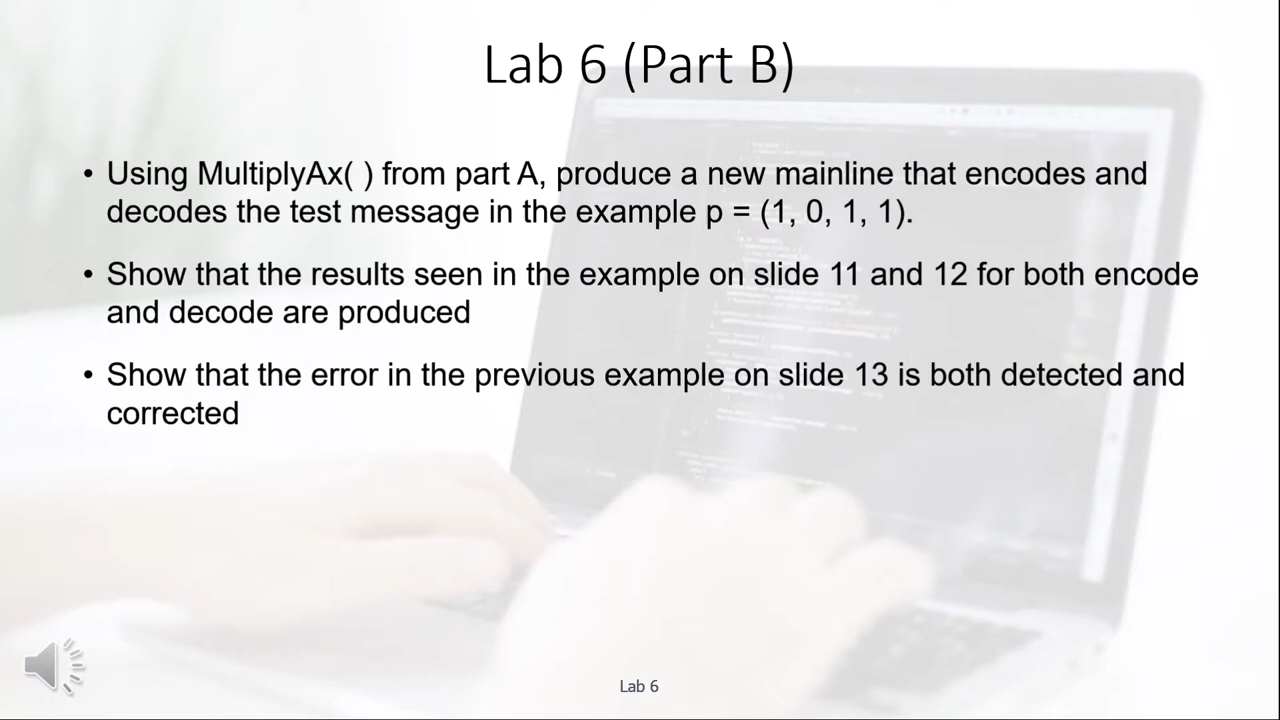 Lab 6 (Part B)
• Using MultiplyAx( ) from part A, produce a new mainline that encodes and
decodes the test message in the example p = (1, 0, 1, 1).
• Show that the results seen in the example on slide 11 and 12 for both encode
and decode are produced
• Show that the error in the previous example on slide 13 is both detected and
corrected
Lab 6